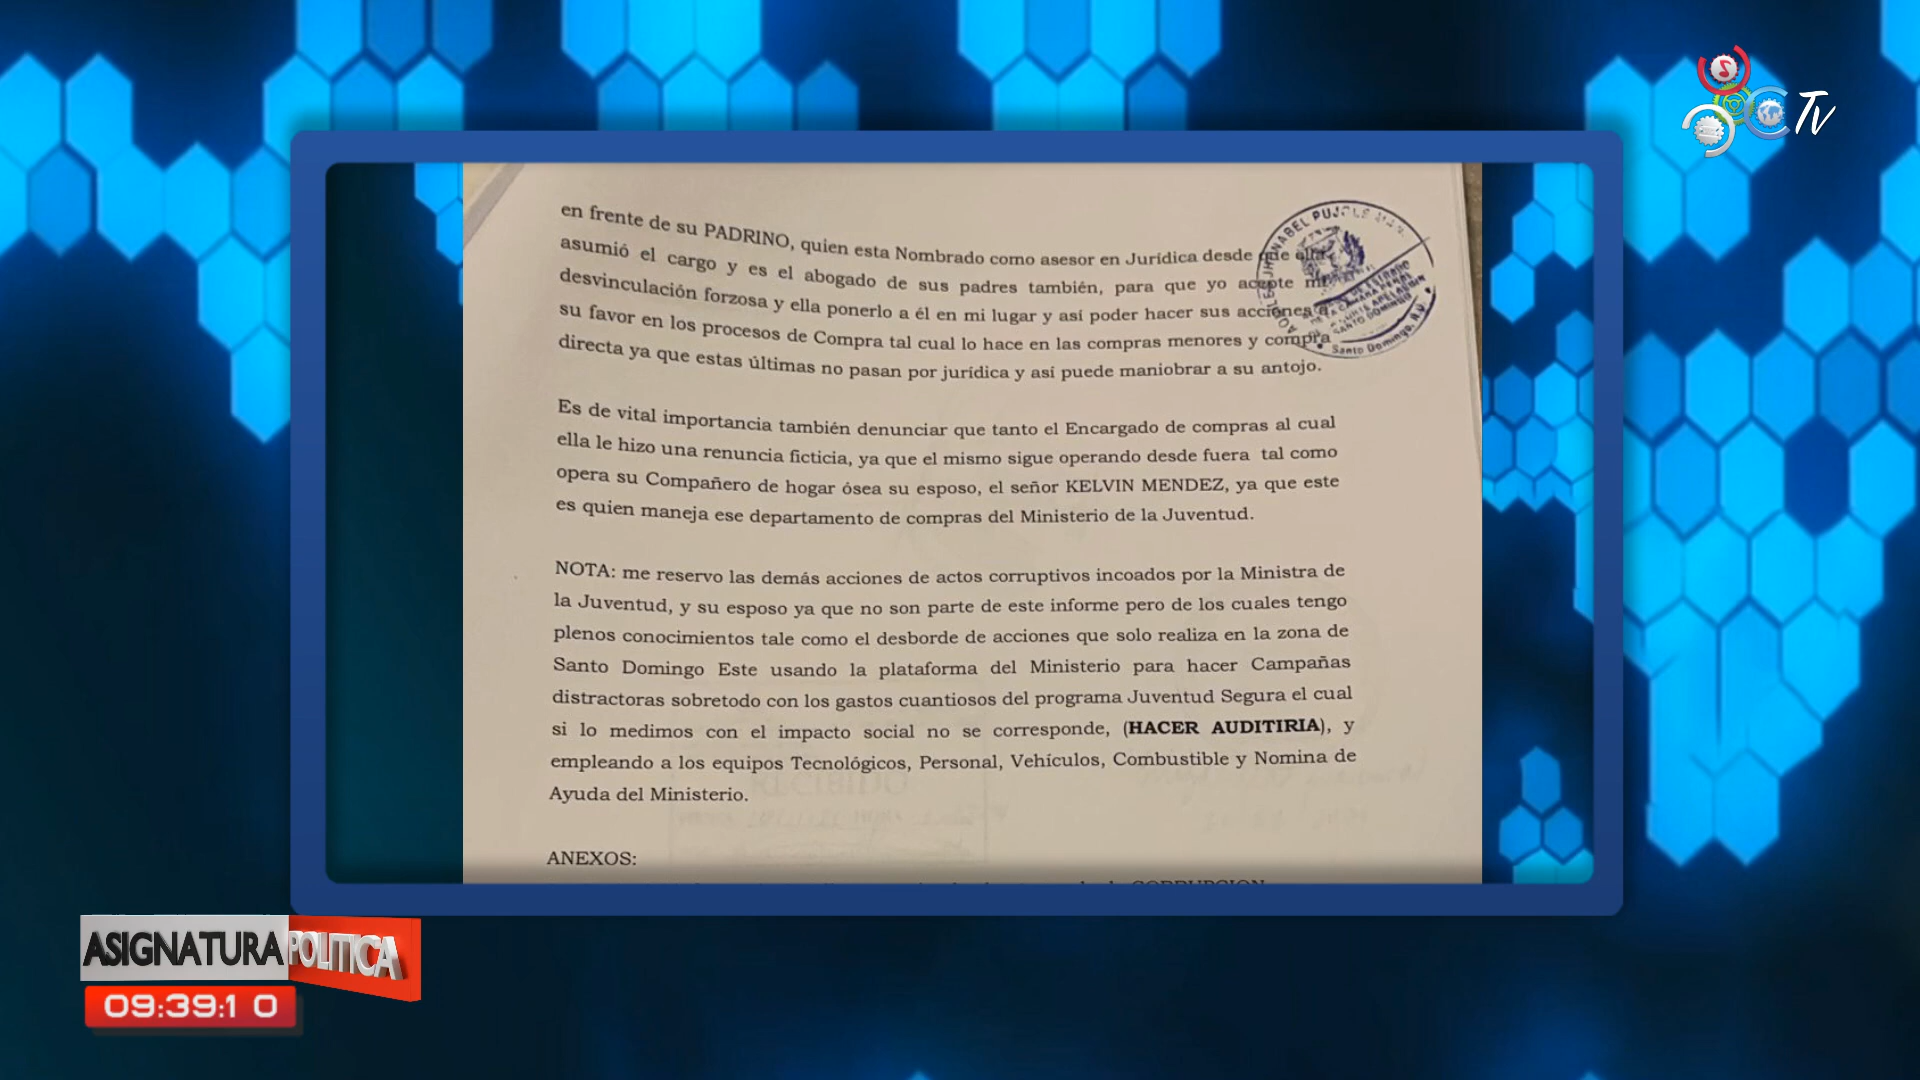 Tv
en frente de su PADRINO, quien esta Nombrado como asesor en Jurídica desde que ella
asumió el cargo y es el abogado de sus padres también, para que yo acepte mi
desvinculación forzosa y ella ponerlo a él en mi lugar y así poder hacer sus acciones a
su favor en los procesos de Compra tal cual lo hace en las compras menores y compra
directa ya que estas últimas no pasan por jurídica y así puede maniobrar a su antojo.
Santo Domingo, R.D.
Es de vital importancia también denunciar que tanto el Encargado de compras al cual
ella le hizo una renuncia ficticia, ya que el mismo sigue operando desde fuera tal como
opera su Compañero de hogar ósea su esposo, el señor KELVIN MENDEZ, ya que este
es quien maneja ese departamento de compras del Ministerio de la Juventud.
NOTA: me reservo las demás acciones de actos corruptivos incoados por la Ministra de
la Juventud, y su esposo ya que no son parte de este informe pero de los cuales tengo
plenos conocimientos tale como el desborde de acciones que solo realiza en la zona de
Santo Domingo Este usando la plataforma del Ministerio para hacer Campañas
distractoras sobretodo con los gastos cuantiosos del programa Juventud Segura el cual
si lo medimos con el impacto social no se corresponde, (HACER AUDITIRIA), y
empleando a los equipos Tecnológicos, Personal, Vehículos, Combustible y Nomina de
Ayuda del Ministerio.
ANEXOS:
ASIGNATURA POLITICA
09:39:10